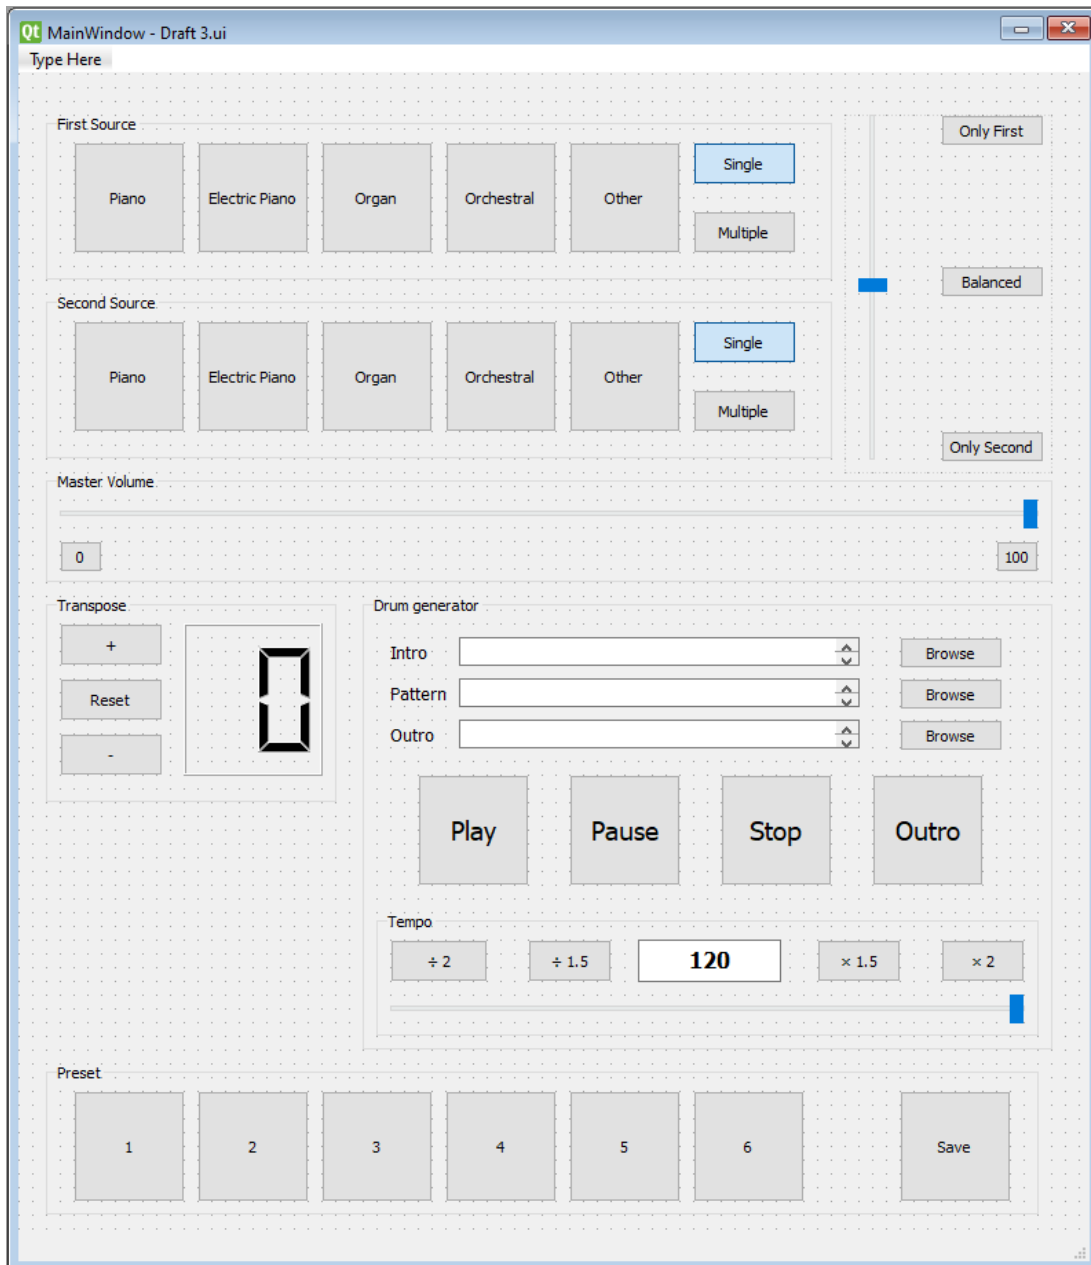 Qt MainWindow - Draft 3.ui
Type Here
First Source
Piano Electric Piano Organ Orchestral Other Single
Multiple
Second Source
Piano Electric Piano Organ Orchestral Other Single
Multiple
Only First
Balanced
Only Second
Master Volume
0 100
Transpose
+
Reset
-
0
Drum generator
Intro Browse
Pattern Browse
Outro Browse
Play Pause Stop Outro
Tempo
÷ 2 ÷ 1.5 120 × 1.5 × 2
Preset
1 2 3 4 5 6 Save